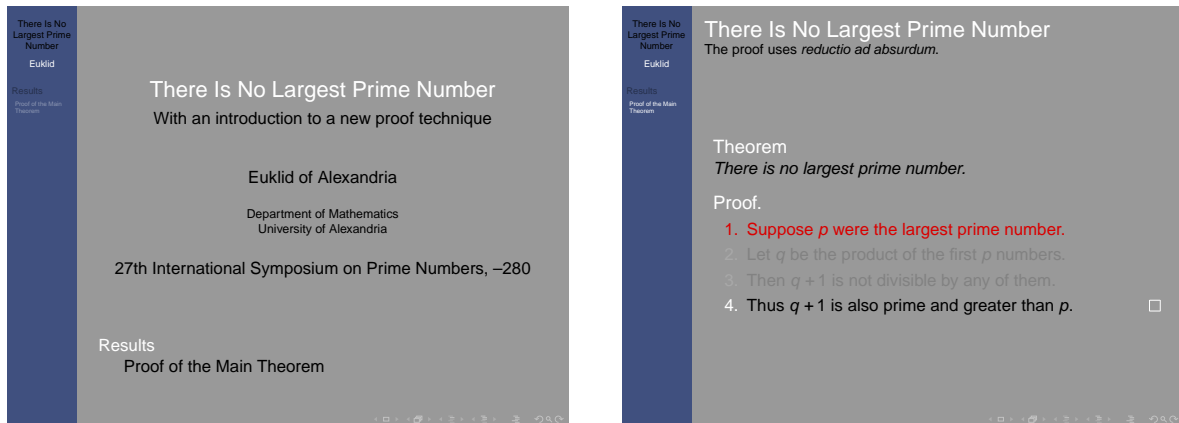 There Is No
Largest Prime
Number
Euklid
Results
Proof of the Main
Theorem
There Is No Largest Prime Number
With an introduction to a new proof technique
Euklid of Alexandria
Department of Mathematics
University of Alexandria
27th International Symposium on Prime Numbers, –280
Results
Proof of the Main Theorem
There Is No
Largest Prime
Number
Euklid
Results
Proof of the Main
Theorem
There Is No Largest Prime Number
The proof uses reductio ad absurdum.
Theorem
There is no largest prime number.
Proof.
1. Suppose p were the largest prime number.
2. Let q be the product of the first p numbers.
3. Then q + 1 is not divisible by any of them.
4. Thus q + 1 is also prime and greater than p. □